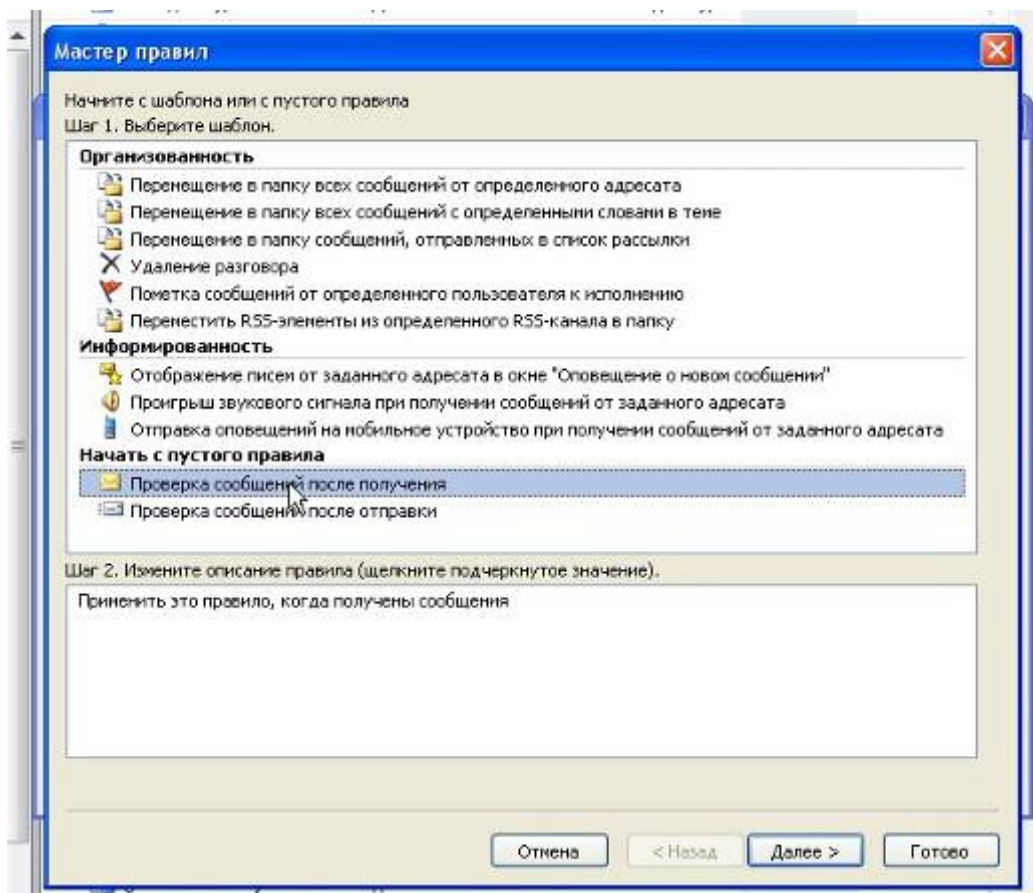 Мастер правил
Начните с шаблона или с пустого правила
Шаг 1. Выберите шаблон.
Организованность
Перемещение в папку всех сообщений от определенного адресата
Перемещение в папку всех сообщений с определенными словами в теме
Перемещение в папку сообщений, отправленных в список рассылки
Удаление разговора
Пометка сообщений от определенного пользователя к исполнению
Переместить RSS-элементы из определенного RSS-канала в папку
Информированность
Отображение писем от заданного адресата в окне "Оповещение о новом сообщении"
Проигрыш звукового сигнала при получении сообщений от заданного адресата
Отправка оповещений на мобильное устройство при получении сообщений от заданного адресата
Начать с пустого правила
Проверка сообщений после получения
Проверка сообщений после отправки
Шаг 2. Измените описание правила (щелкните подчеркнутое значение).
Применить это правило, когда получены сообщения
Отмена
< Назад
Далее >
Готово